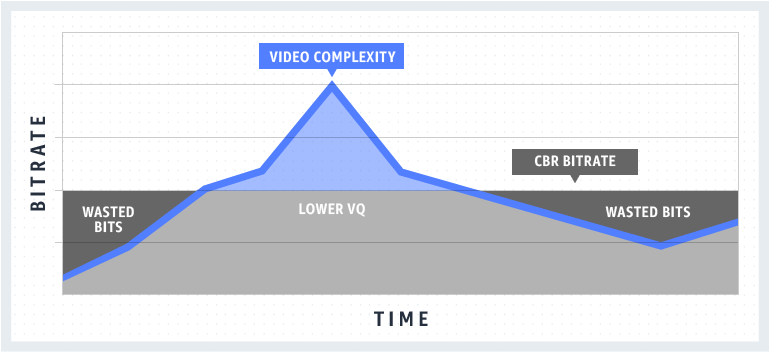 VIDEO COMPLEXITY
BITRATE
CBR BITRATE
WASTED
BITS
LOWER VQ
WASTED BITS
TIME